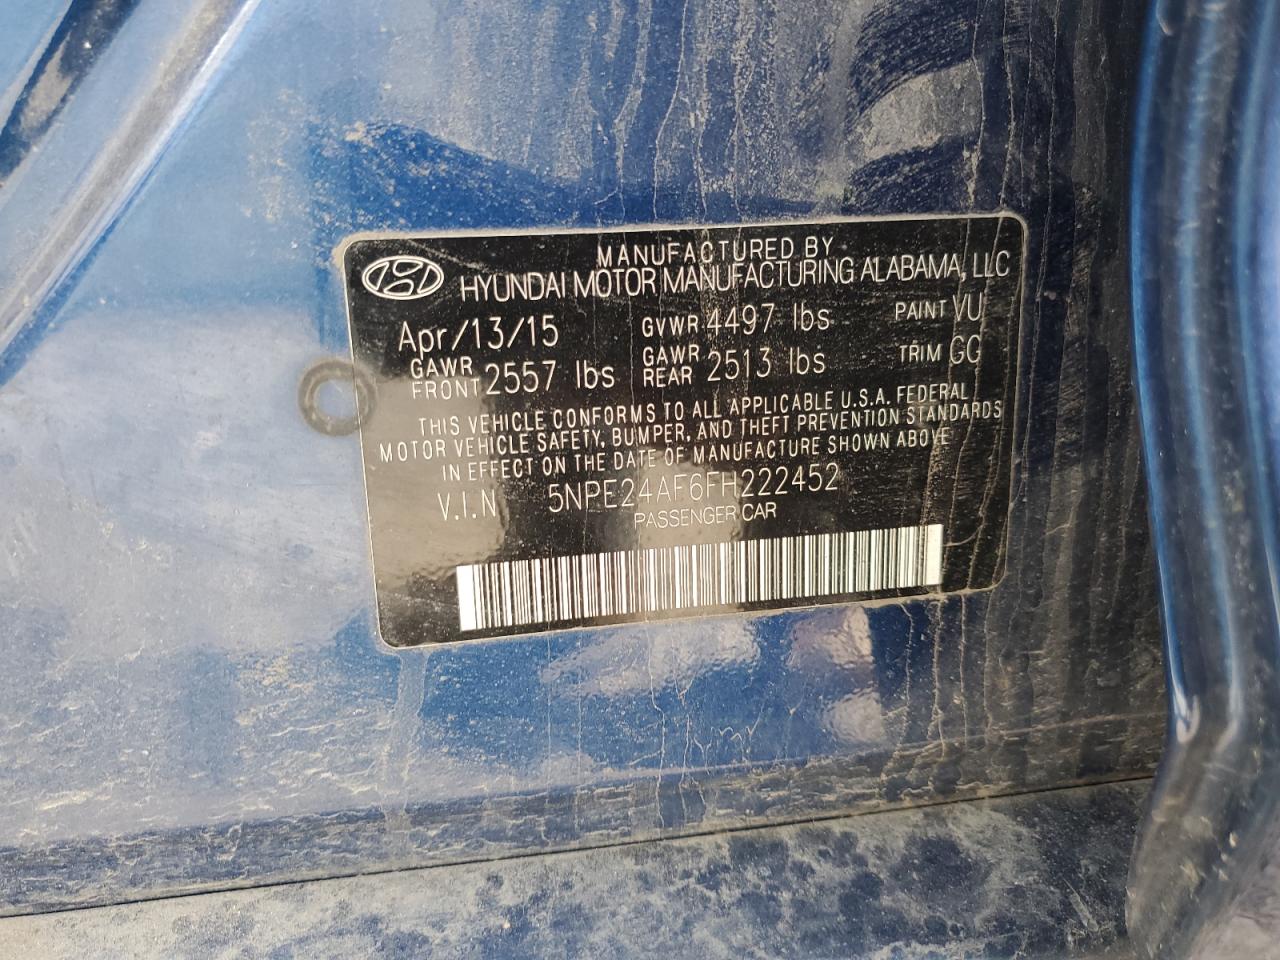 MANUFACTURED BY
HYUNDAI MOTOR MANUFACTURING ALABAMA, LLC
Apr/13/15 GVWR 4497 lbs PAINT VU
GAWR FRONT 2557 lbs GAWR REAR 2513 lbs TRIM GG
THIS VEHICLE CONFORMS TO ALL APPLICABLE U.S.A. FEDERAL
MOTOR VEHICLE SAFETY, BUMPER, AND THEFT PREVENTION STANDARDS
IN EFFECT ON THE DATE OF MANUFACTURE SHOWN ABOVE
V.I.N 5NPE24AF6FH222452
PASSENGER CAR